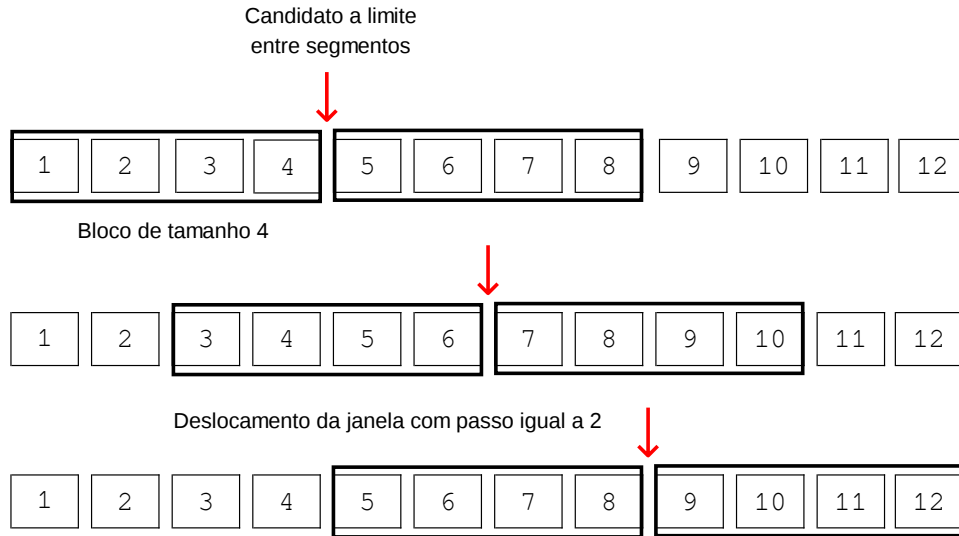 Candidato a limite
entre segmentos
1 2 3 4 5 6 7 8 9 10 11 12
Bloco de tamanho 4
1 2 3 4 5 6 7 8 9 10 11 12
Deslocamento da janela com passo igual a 2
1 2 3 4 5 6 7 8 9 10 11 12